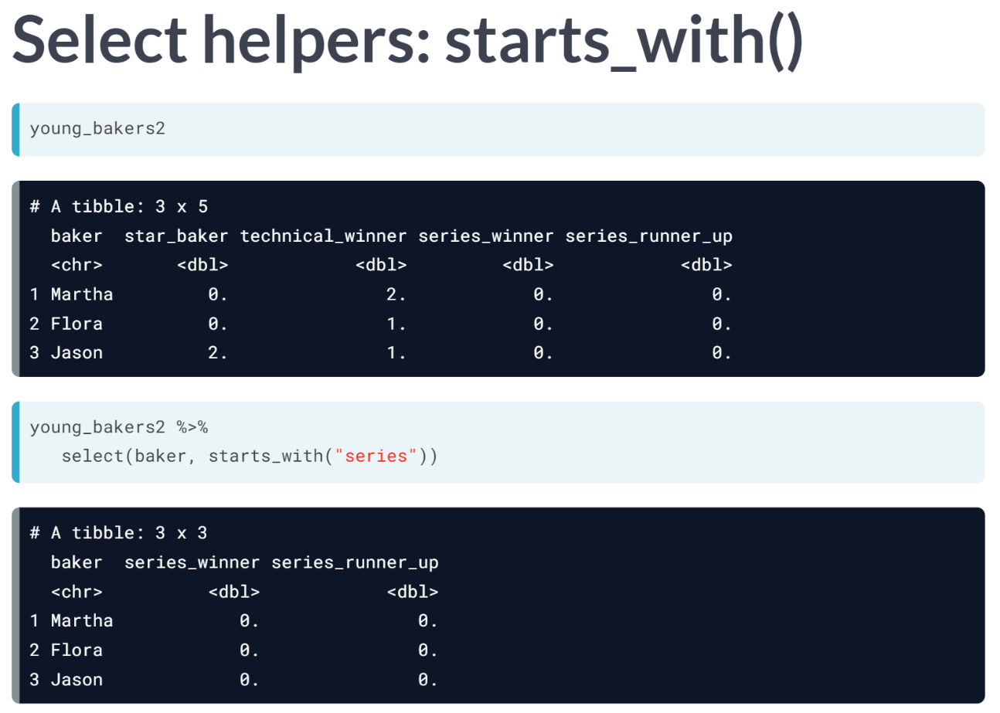 Select helpers: starts_with()
young_bakers2
# A tibble: 3 x 5
  baker  star_baker technical_winner series_winner series_runner_up
  <chr>       <dbl>            <dbl>         <dbl>            <dbl>
1 Martha         0.               2.            0.               0.
2 Flora          0.               1.            0.               0.
3 Jason          2.               1.            0.               0.
young_bakers2 %>%
   select(baker, starts_with("series"))
# A tibble: 3 x 3
  baker  series_winner series_runner_up
  <chr>          <dbl>            <dbl>
1 Martha            0.               0.
2 Flora             0.               0.
3 Jason             0.               0.